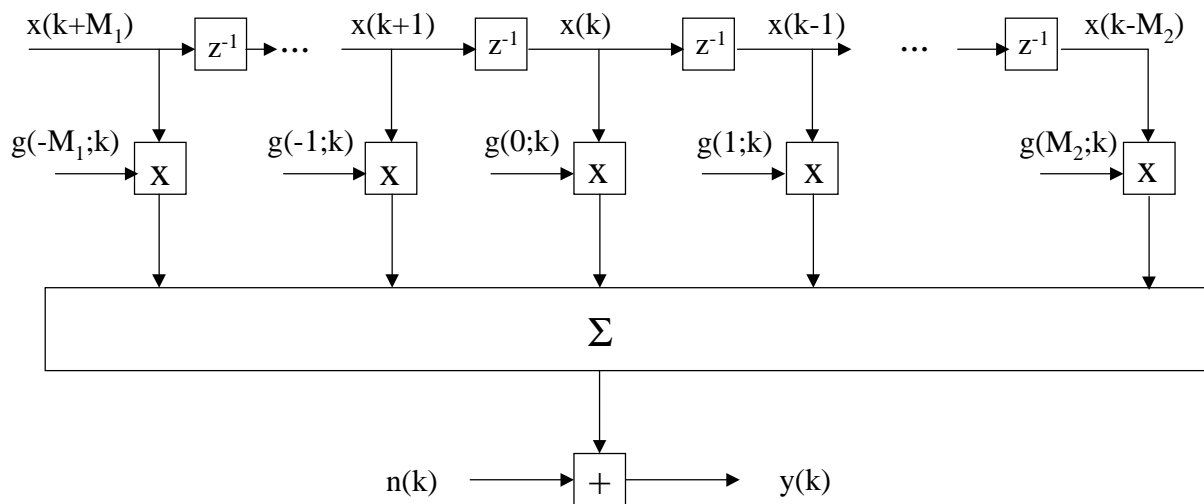 x(k+M₁) z⁻¹ ... x(k+1) z⁻¹ x(k) z⁻¹ x(k-1) ... z⁻¹ x(k-M₂)
g(-M₁;k) x g(-1;k) x g(0;k) x g(1;k) x g(M₂;k) x
Σ
n(k) + y(k)